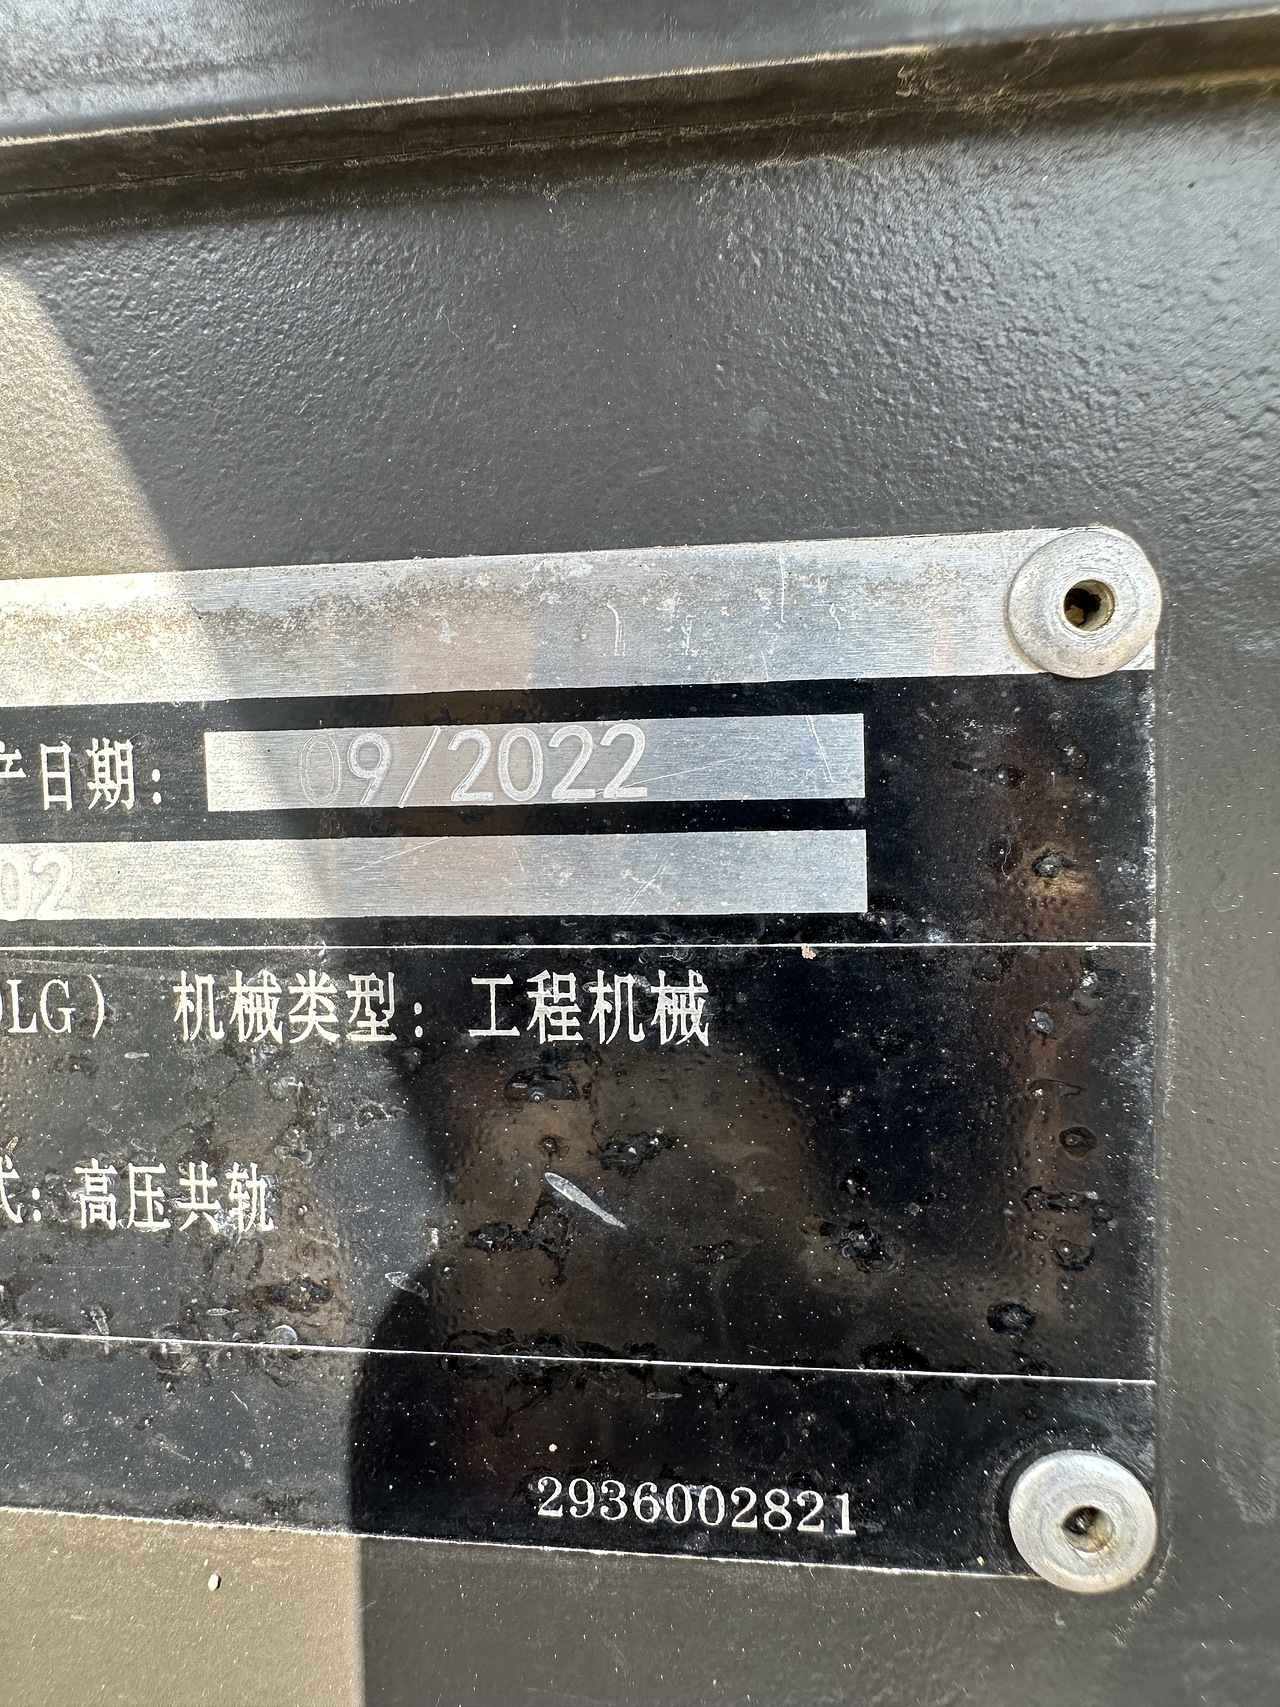 产日期： 09/2022
02
DLG） 机械类型：工程机械
式：高压共轨
2936002821